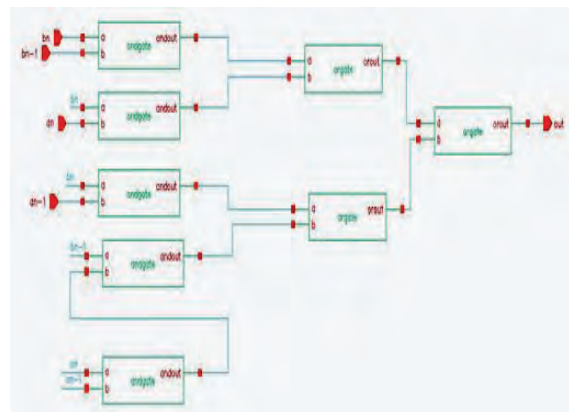 bn
a
andgate
andout
bn-1
b
a
orgate
orout
b
bn
a
andgate
andout
an
b
a
orgate
orout
out
b
bn
a
andgate
andout
an-1
b
a
orgate
orout
b
bn-1
a
andgate
andout
b
an
a
andgate
andout
an-1
b